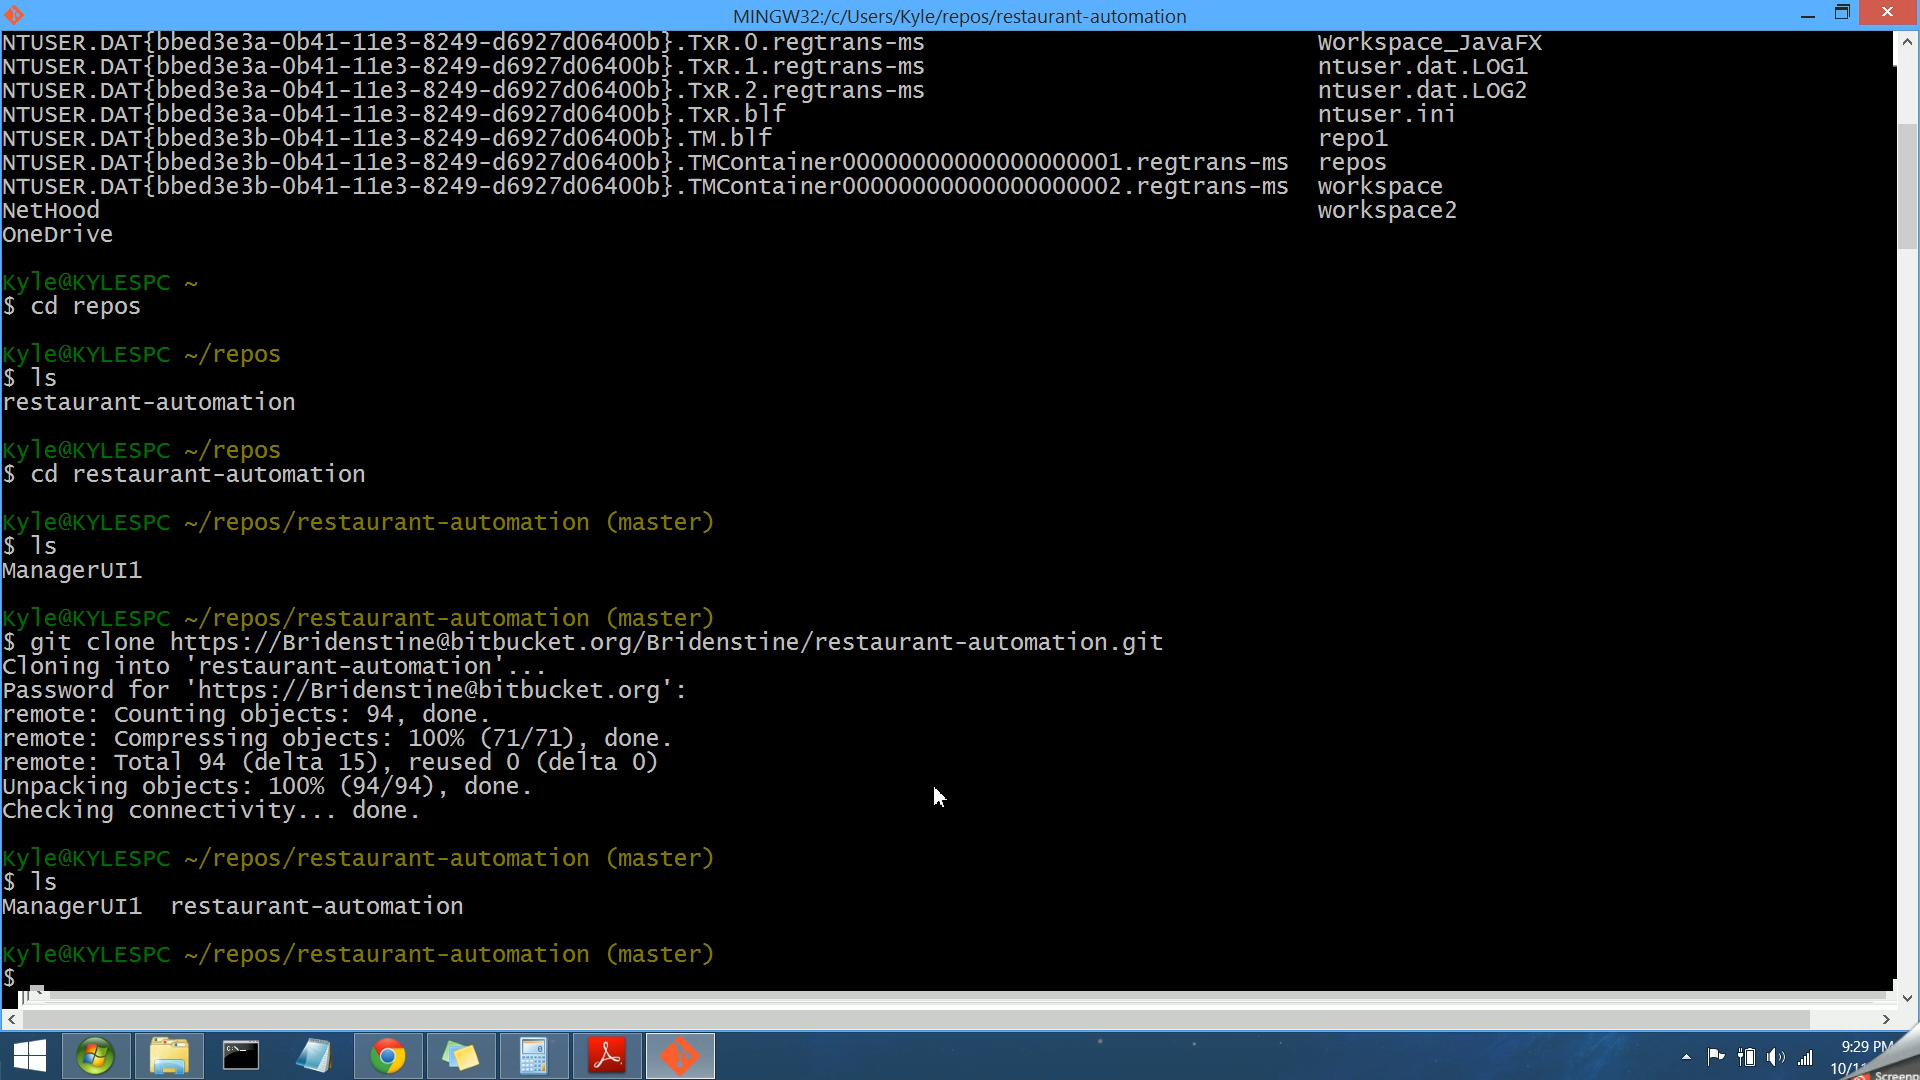 MINGW32:/c/Users/Kyle/repos/restaurant-automation
NTUSER.DAT{bbed3e3a-0b41-11e3-8249-d6927d06400b}.TxR.0.regtrans-ms Workspace_JavaFX
NTUSER.DAT{bbed3e3a-0b41-11e3-8249-d6927d06400b}.TxR.1.regtrans-ms ntuser.dat.LOG1
NTUSER.DAT{bbed3e3a-0b41-11e3-8249-d6927d06400b}.TxR.2.regtrans-ms ntuser.dat.LOG2
NTUSER.DAT{bbed3e3a-0b41-11e3-8249-d6927d06400b}.TxR.blf ntuser.ini
NTUSER.DAT{bbed3e3b-0b41-11e3-8249-d6927d06400b}.TM.blf repo1
NTUSER.DAT{bbed3e3b-0b41-11e3-8249-d6927d06400b}.TMContainer00000000000000000001.regtrans-ms repos
NTUSER.DAT{bbed3e3b-0b41-11e3-8249-d6927d06400b}.TMContainer00000000000000000002.regtrans-ms workspace
NetHood workspace2
OneDrive
Kyle@KYLESPC ~
$ cd repos
Kyle@KYLESPC ~/repos
$ ls
restaurant-automation
Kyle@KYLESPC ~/repos
$ cd restaurant-automation
Kyle@KYLESPC ~/repos/restaurant-automation (master)
$ ls
ManagerUI1
Kyle@KYLESPC ~/repos/restaurant-automation (master)
$ git clone https://Bridenstine@bitbucket.org/Bridenstine/restaurant-automation.git
Cloning into 'restaurant-automation'...
Password for 'https://Bridenstine@bitbucket.org':
remote: Counting objects: 94, done.
remote: Compressing objects: 100% (71/71), done.
remote: Total 94 (delta 15), reused 0 (delta 0)
Unpacking objects: 100% (94/94), done.
Checking connectivity... done.
Kyle@KYLESPC ~/repos/restaurant-automation (master)
$ ls
ManagerUI1 restaurant-automation
Kyle@KYLESPC ~/repos/restaurant-automation (master)
$
9:29 PM